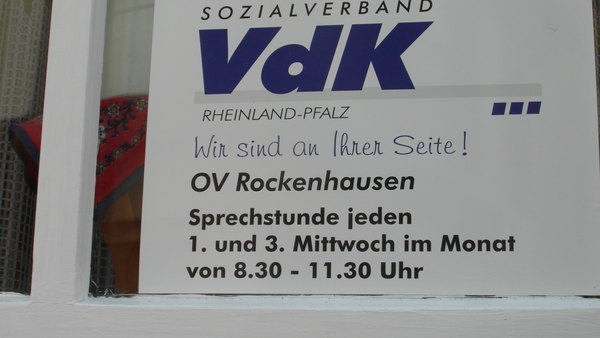 SOZIALVERBAND
VdK
RHEINLAND-PFALZ
Wir sind an Ihrer Seite!
OV Rockenhausen
Sprechstunde jeden
1. und 3. Mittwoch im Monat
von 8.30 - 11.30 Uhr